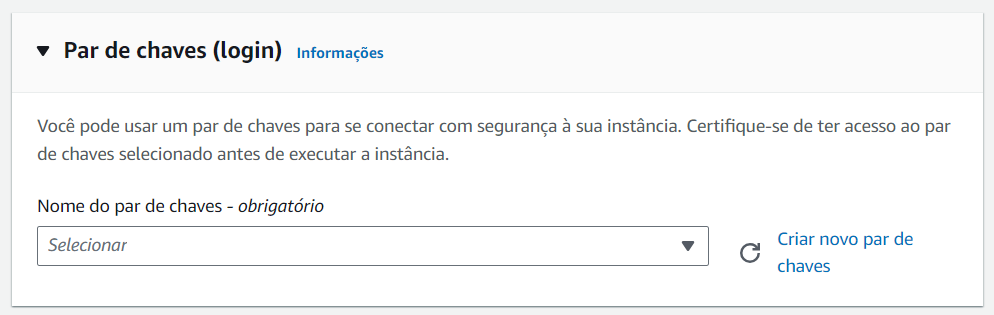 Par de chaves (login) Informações
Você pode usar um par de chaves para se conectar com segurança à sua instância. Certifique-se de ter acesso ao par
de chaves selecionado antes de executar a instância.
Nome do par de chaves - obrigatório
Selecionar
Criar novo par de
chaves